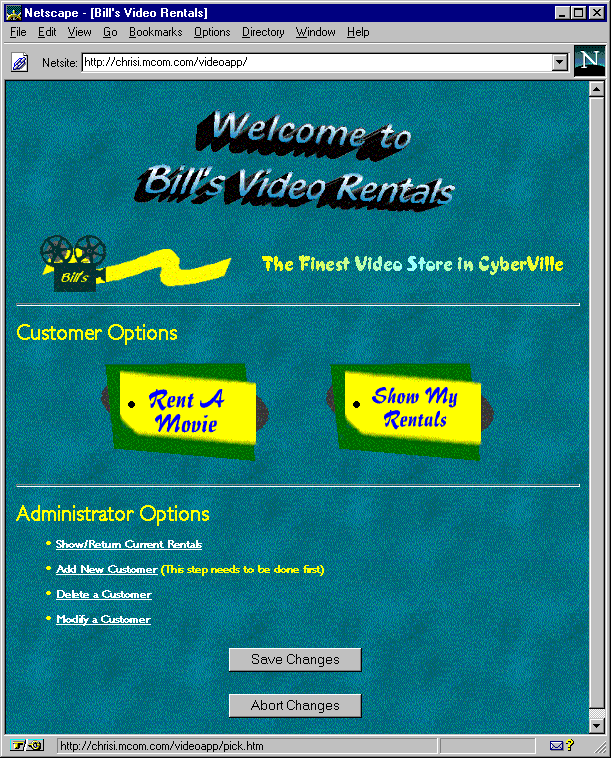 Netscape - [Bill's Video Rentals]
File Edit View Go Bookmarks Options Directory Window Help
Netsite: http://chrisi.mcom.com/videoapp/
N
Welcome to
Bill's Video Rentals
Bill's
The Finest Video Store in CyberVille
Customer Options
Rent A
Movie
Show My
Rentals
Administrator Options
Show/Return Current Rentals
Add New Customer (This step needs to be done first)
Delete a Customer
Modify a Customer
Save Changes
Abort Changes
http://chrisi.mcom.com/videoapp/pick.htm
?